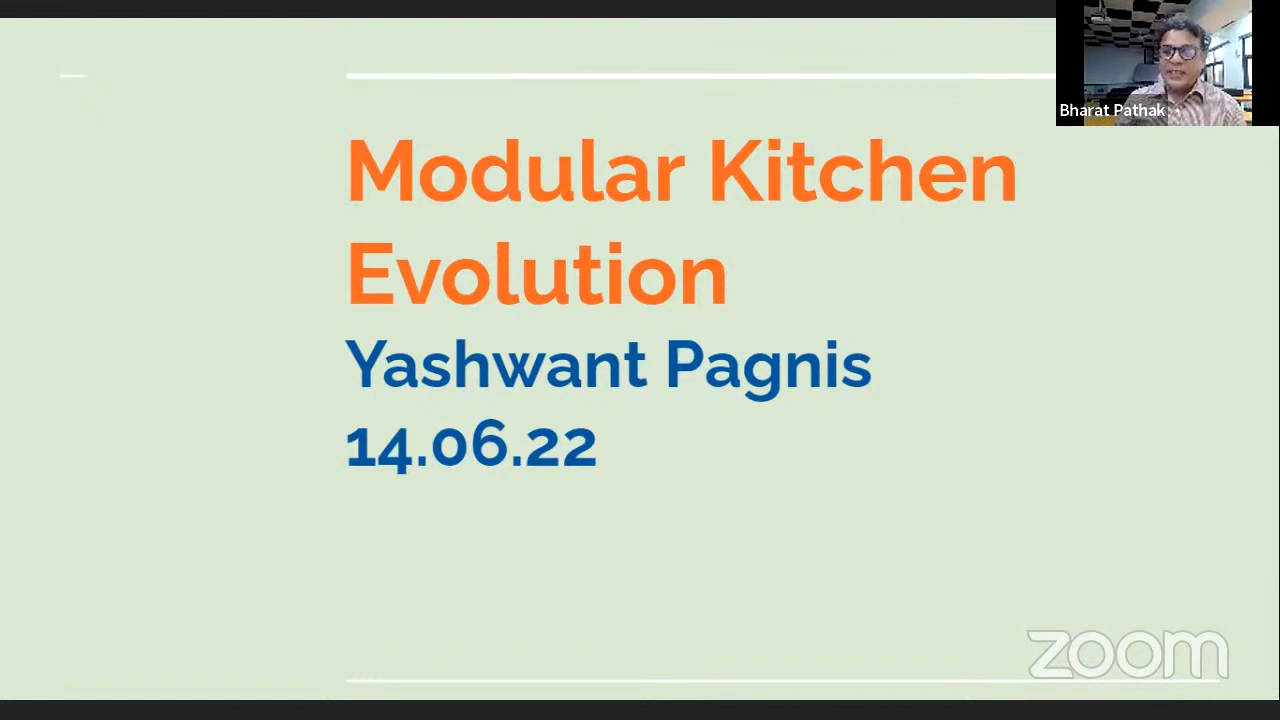 Bharat Pathak
Modular Kitchen
Evolution
Yashwant Pagnis
14.06.22
zoom